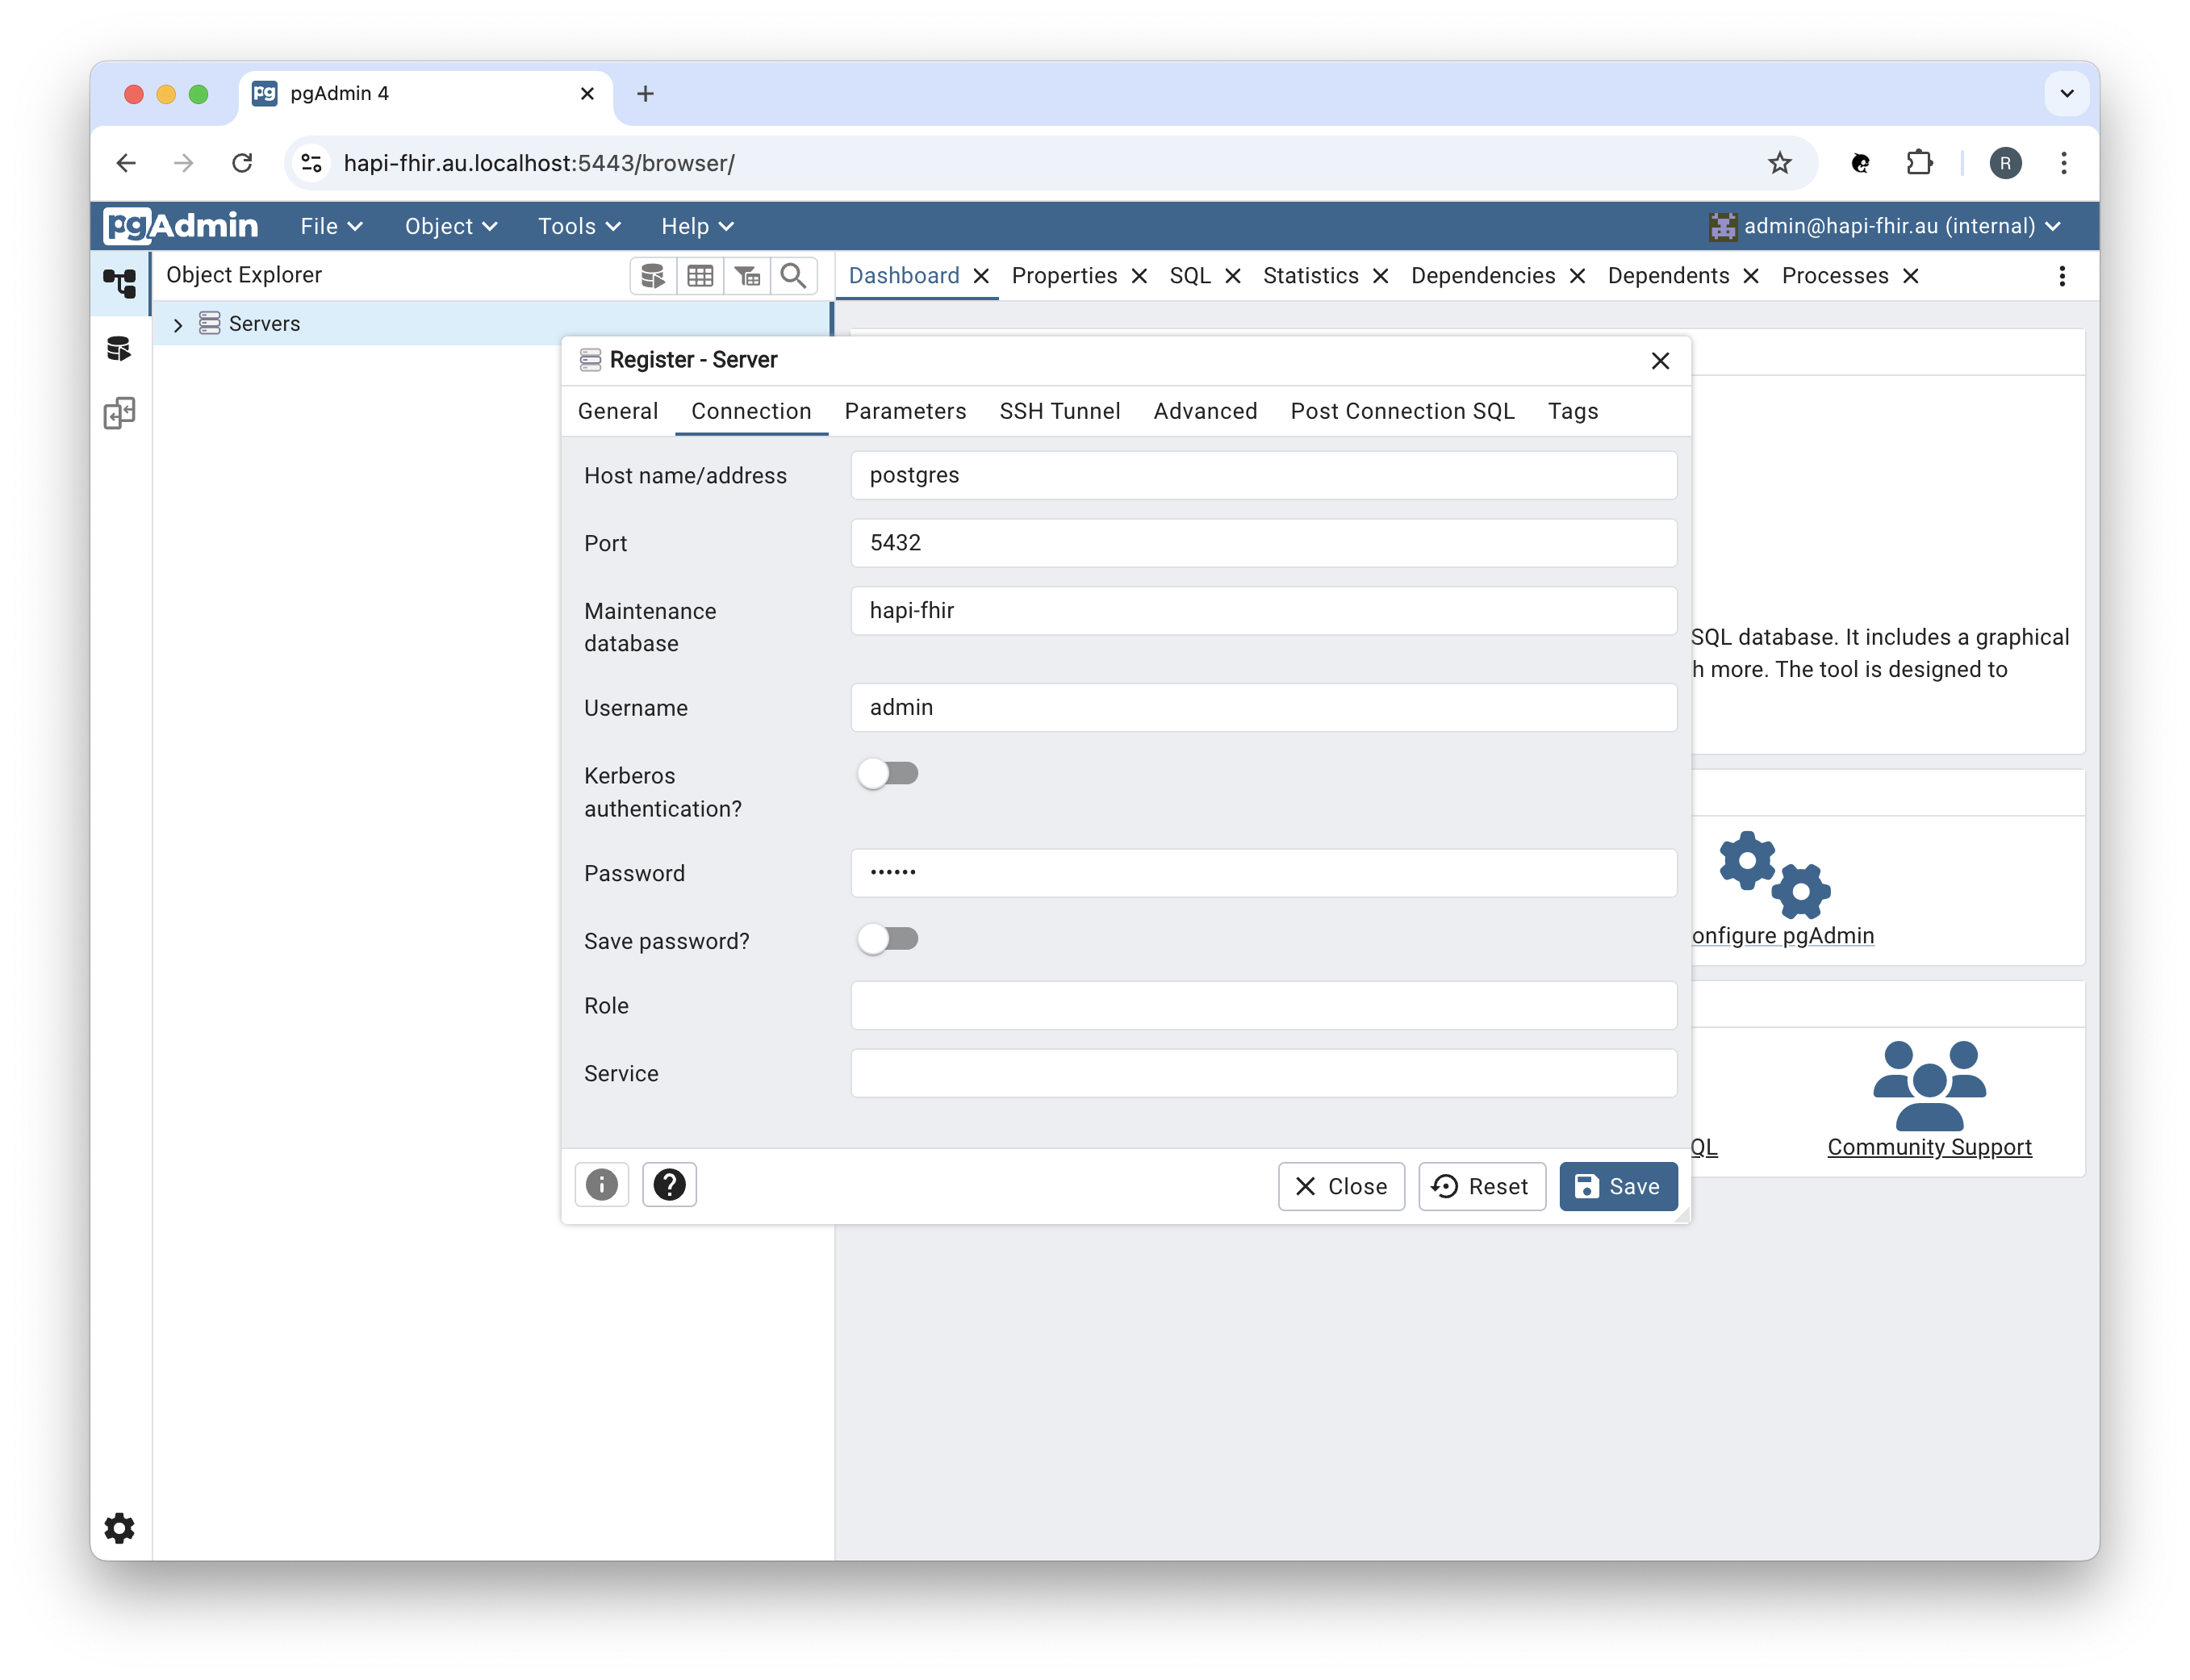 pgAdmin 4
hapi-fhir.au.localhost:5443/browser/
R
pgAdmin File Object Tools Help admin@hapi-fhir.au (internal)
Object Explorer
Dashboard Properties SQL Statistics Dependencies Dependents Processes
Servers
Register - Server
General Connection Parameters SSH Tunnel Advanced Post Connection SQL Tags
Host name/address postgres
Port 5432
Maintenance database hapi-fhir
Username admin
Kerberos authentication?
Password ••••••
Save password?
Role
Service
i ? Close Reset Save
SQL database. It includes a graphical
h more. The tool is designed to
onfigure pgAdmin
QL Community Support